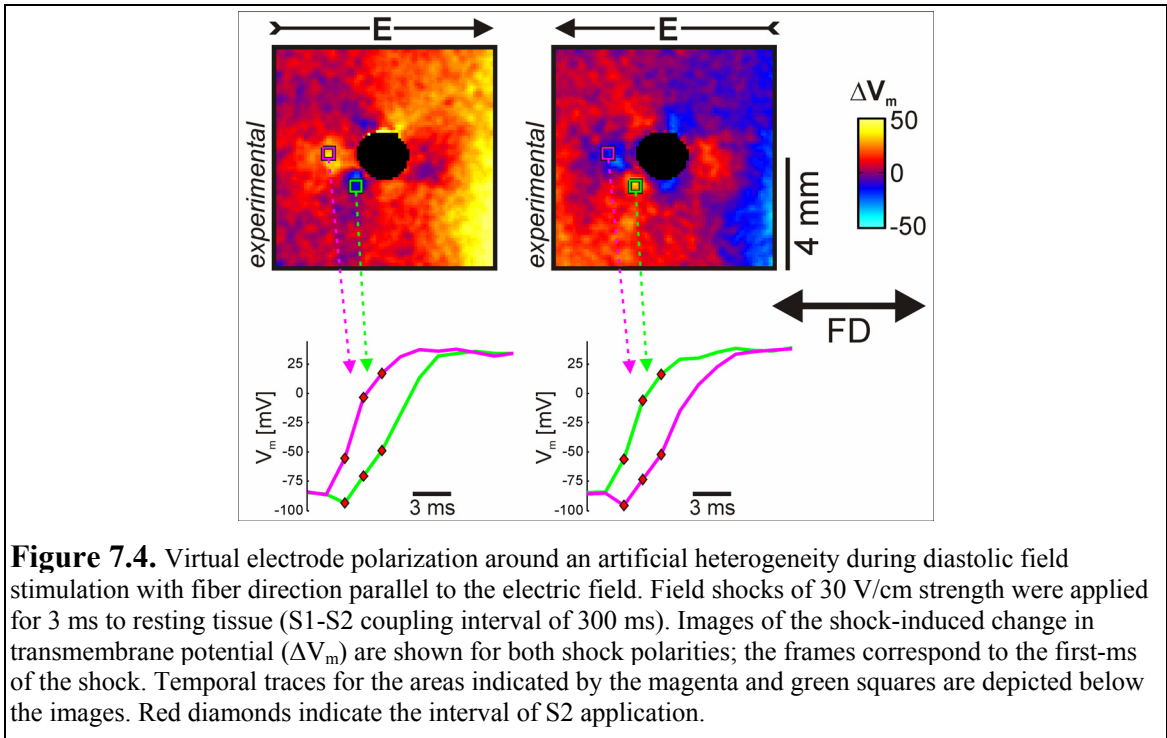 E E
experimental
experimental
ΔVm
50
0
-50
4 mm
FD
Vm [mV]
25
0
-25
-50
-75
-100
3 ms
Vm [mV]
25
0
-25
-50
-75
-100
3 ms
Figure 7.4. Virtual electrode polarization around an artificial heterogeneity during diastolic field
stimulation with fiber direction parallel to the electric field. Field shocks of 30 V/cm strength were applied
for 3 ms to resting tissue (S1-S2 coupling interval of 300 ms). Images of the shock-induced change in
transmembrane potential (ΔVm) are shown for both shock polarities; the frames correspond to the first-ms
of the shock. Temporal traces for the areas indicated by the magenta and green squares are depicted below
the images. Red diamonds indicate the interval of S2 application.